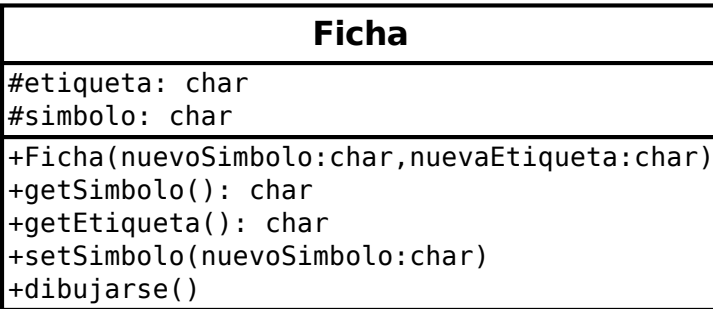 Ficha
#etiqueta: char
#simbolo: char
+Ficha(nuevoSimbolo:char,nuevaEtiqueta:char)
+getSimbolo(): char
+getEtiqueta(): char
+setSimbolo(nuevoSimbolo:char)
+dibujarse()